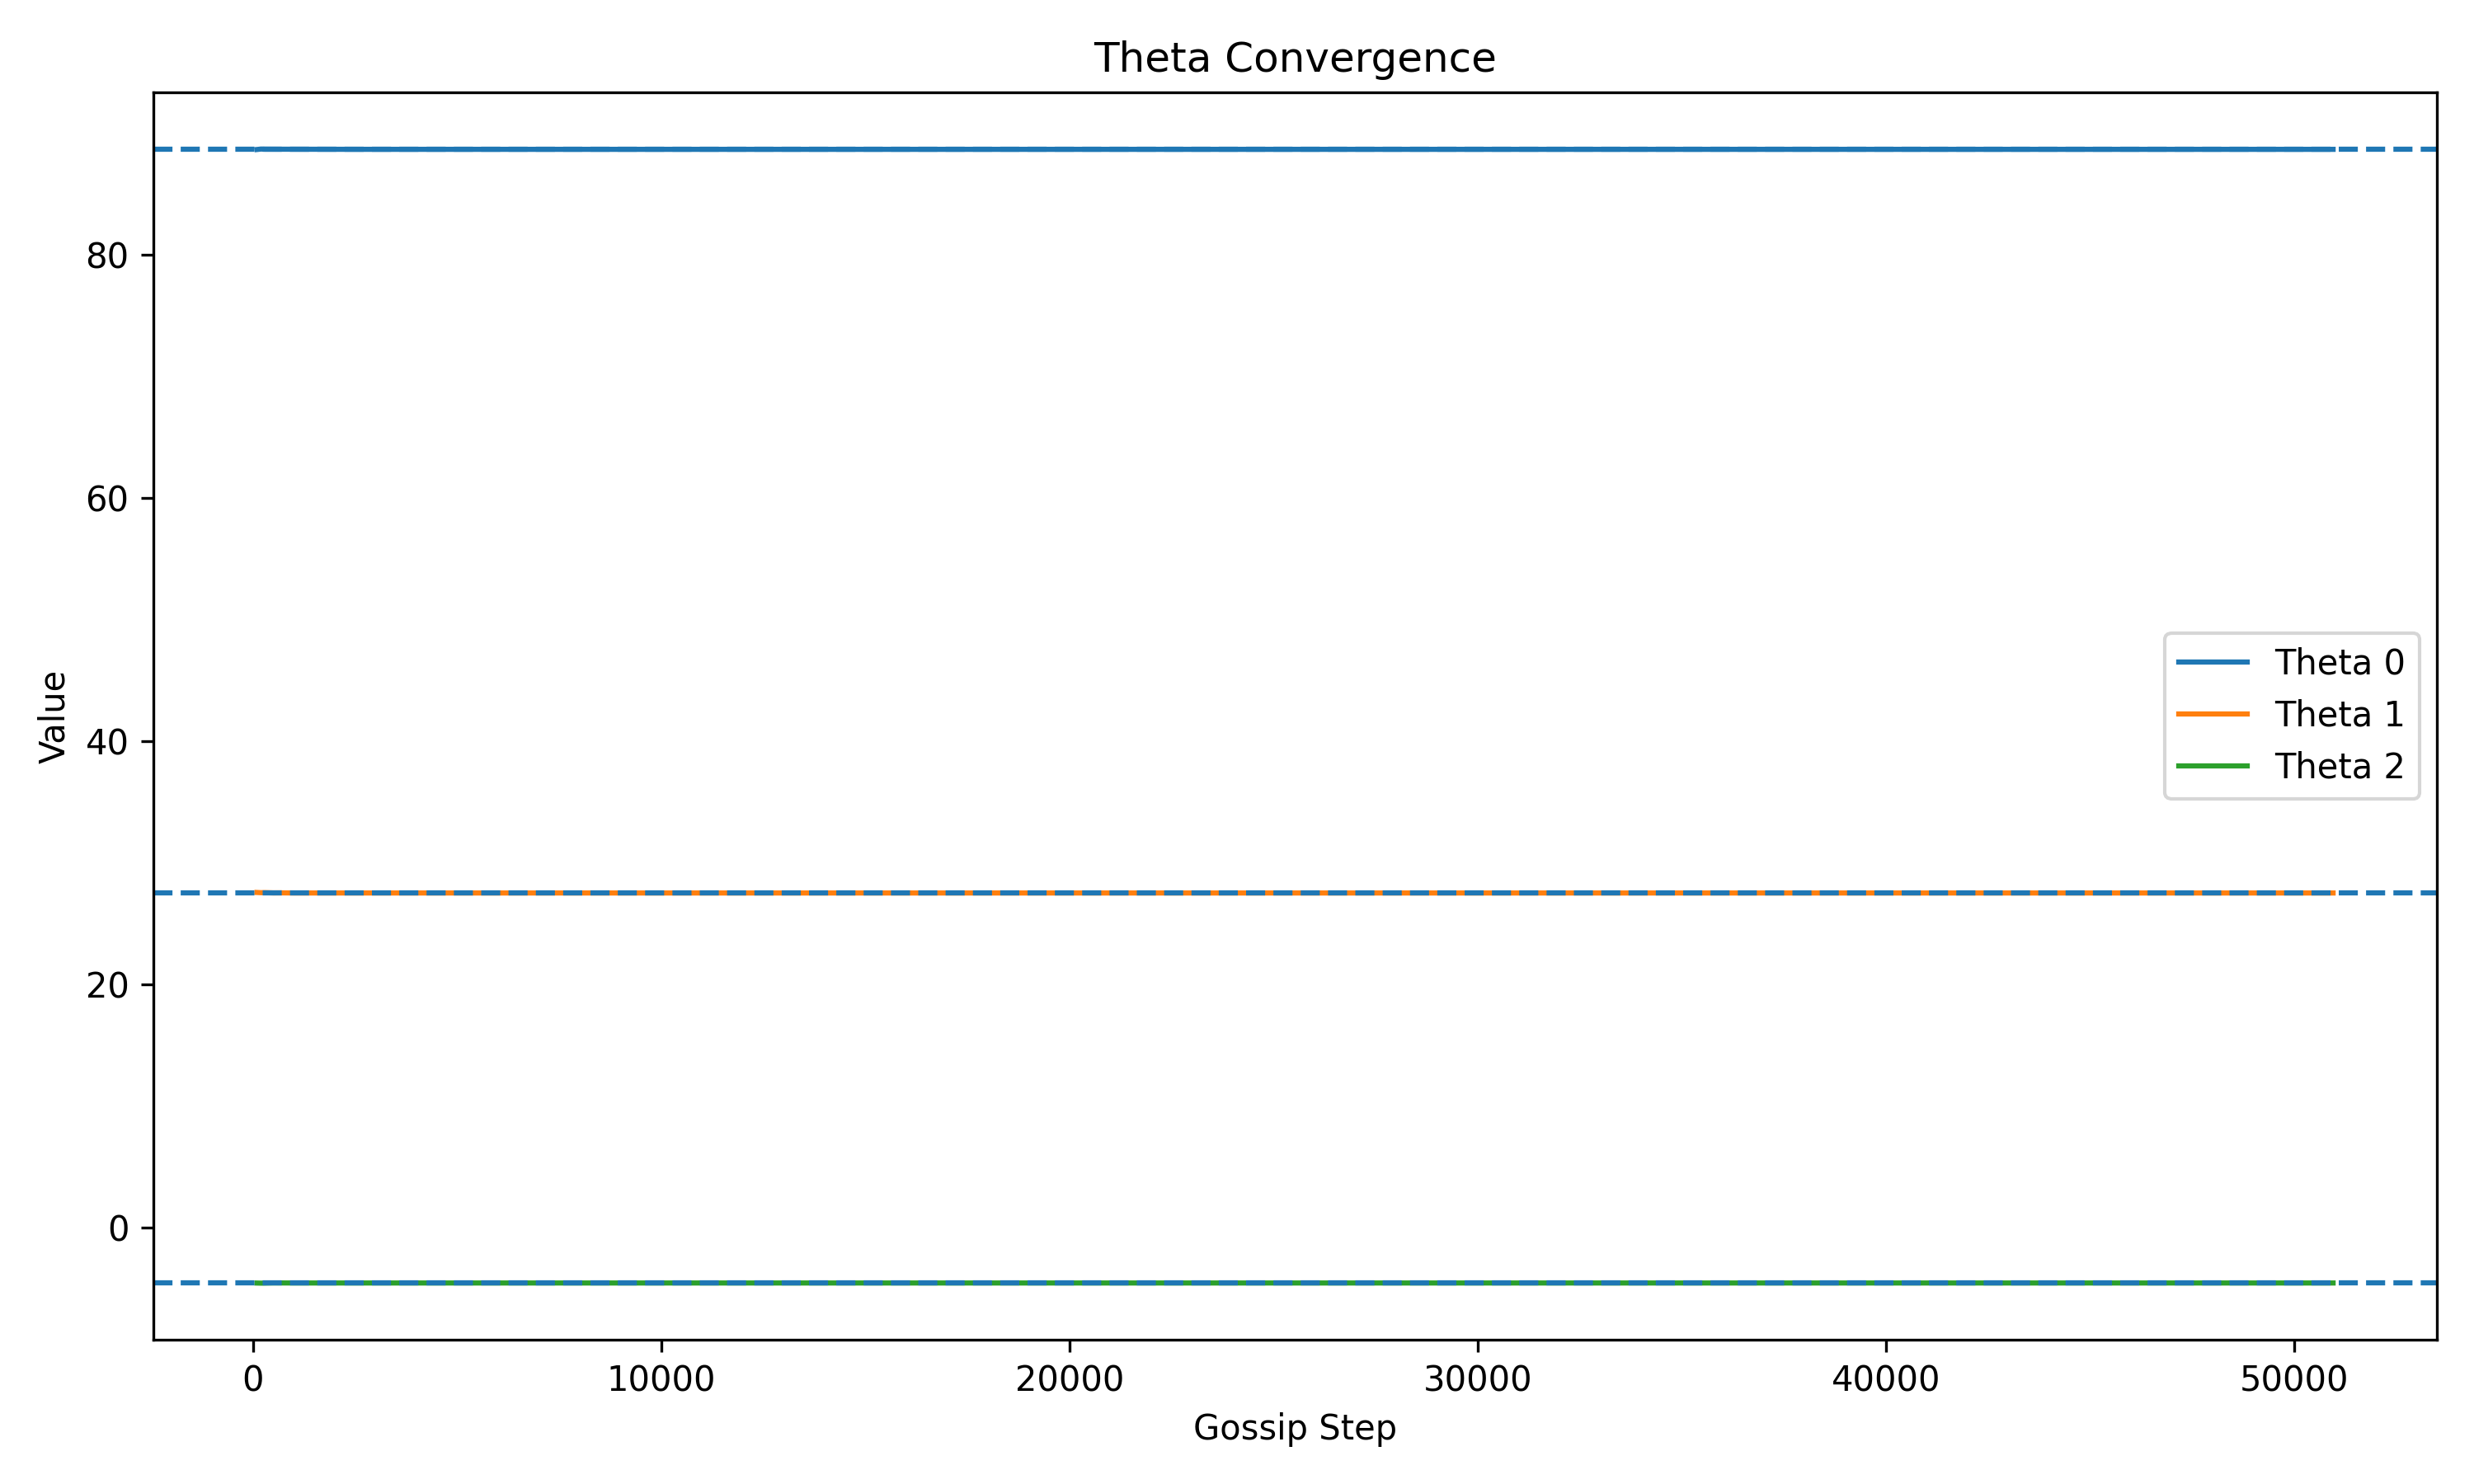 Theta Convergence
Value
80
60
40
20
0
Theta 0
Theta 1
Theta 2
0 10000 20000 30000 40000 50000
Gossip Step